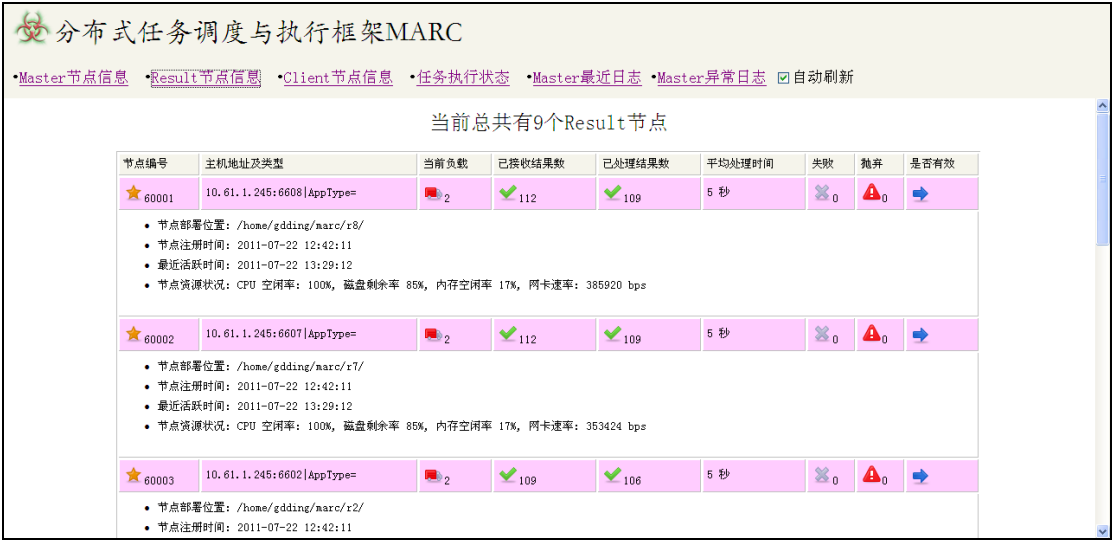 分布式任务调度与执行框架MARC
•Master节点信息 •Result节点信息 •Client节点信息 •任务执行状态 •Master最近日志 •Master异常日志 自动刷新
当前总共有9个Result节点
节点编号 主机地址及类型 当前负载 已接收结果数 已处理结果数 平均处理时间 失败 抛弃 是否有效
60001 10.61.1.245:6608|AppType= 2 112 109 5 秒 0 0
• 节点部署位置: /home/gdding/marc/r8/
• 节点注册时间: 2011-07-22 12:42:11
• 最近活跃时间: 2011-07-22 13:29:12
• 节点资源状况: CPU 空闲率: 100%, 磁盘剩余率 85%, 内存空闲率 17%, 网卡速率: 385920 bps
60002 10.61.1.245:6607|AppType= 2 112 109 5 秒 0 0
• 节点部署位置: /home/gdding/marc/r7/
• 节点注册时间: 2011-07-22 12:42:11
• 最近活跃时间: 2011-07-22 13:29:12
• 节点资源状况: CPU 空闲率: 100%, 磁盘剩余率 85%, 内存空闲率 17%, 网卡速率: 353424 bps
60003 10.61.1.245:6602|AppType= 2 109 106 5 秒 0 0
• 节点部署位置: /home/gdding/marc/r2/
• 节点注册时间: 2011-07-22 12:42:11